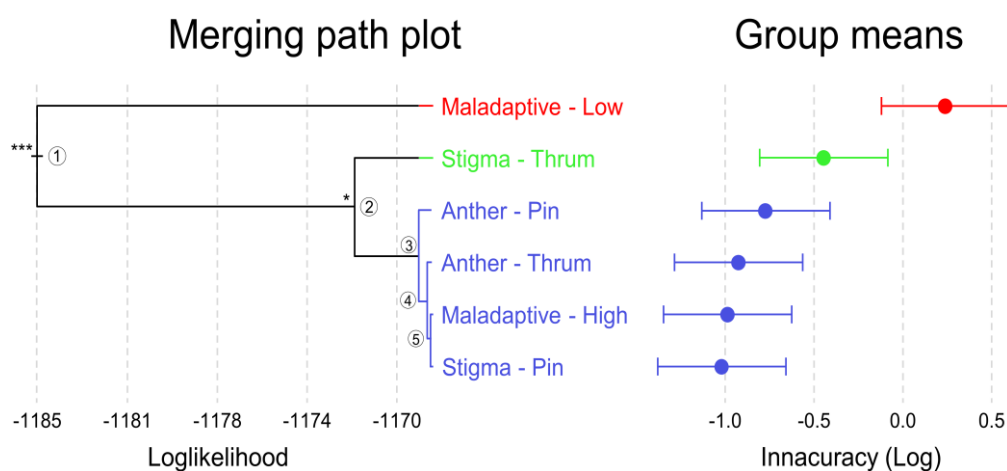 Merging path plot
Group means
Maladaptive - Low
*** 1
Stigma - Thrum
* 2
Anther - Pin
3
Anther - Thrum
4
Maladaptive - High
5
Stigma - Pin
-1185 -1181 -1178 -1174 -1170
-1.0 -0.5 0.0 0.5
Loglikelihood
Innacuracy (Log)